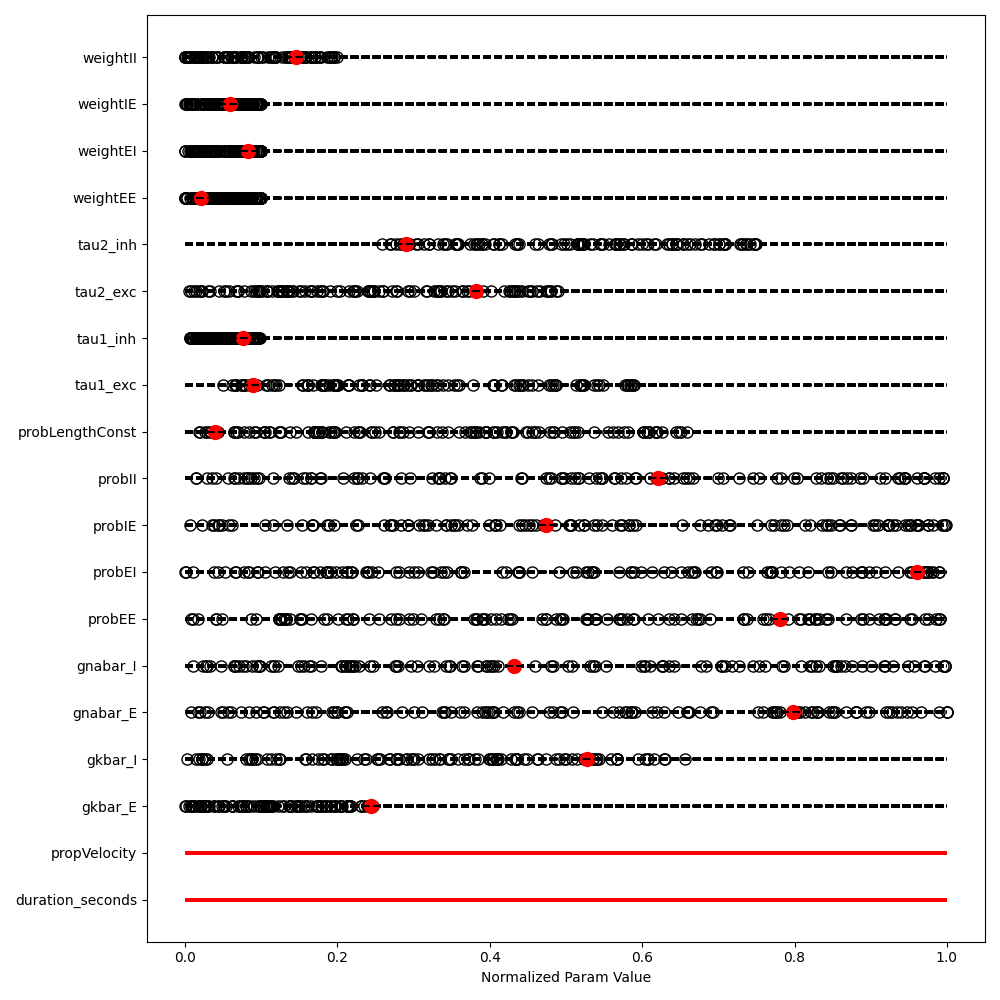 weightII
weightIE
weightEI
weightEE
tau2_inh
tau2_exc
tau1_inh
tau1_exc
probLengthConst
probII
probIE
probEI
probEE
gnabar_I
gnabar_E
gkbar_I
gkbar_E
propVelocity
duration_seconds
0.0 0.2 0.4 0.6 0.8 1.0
Normalized Param Value